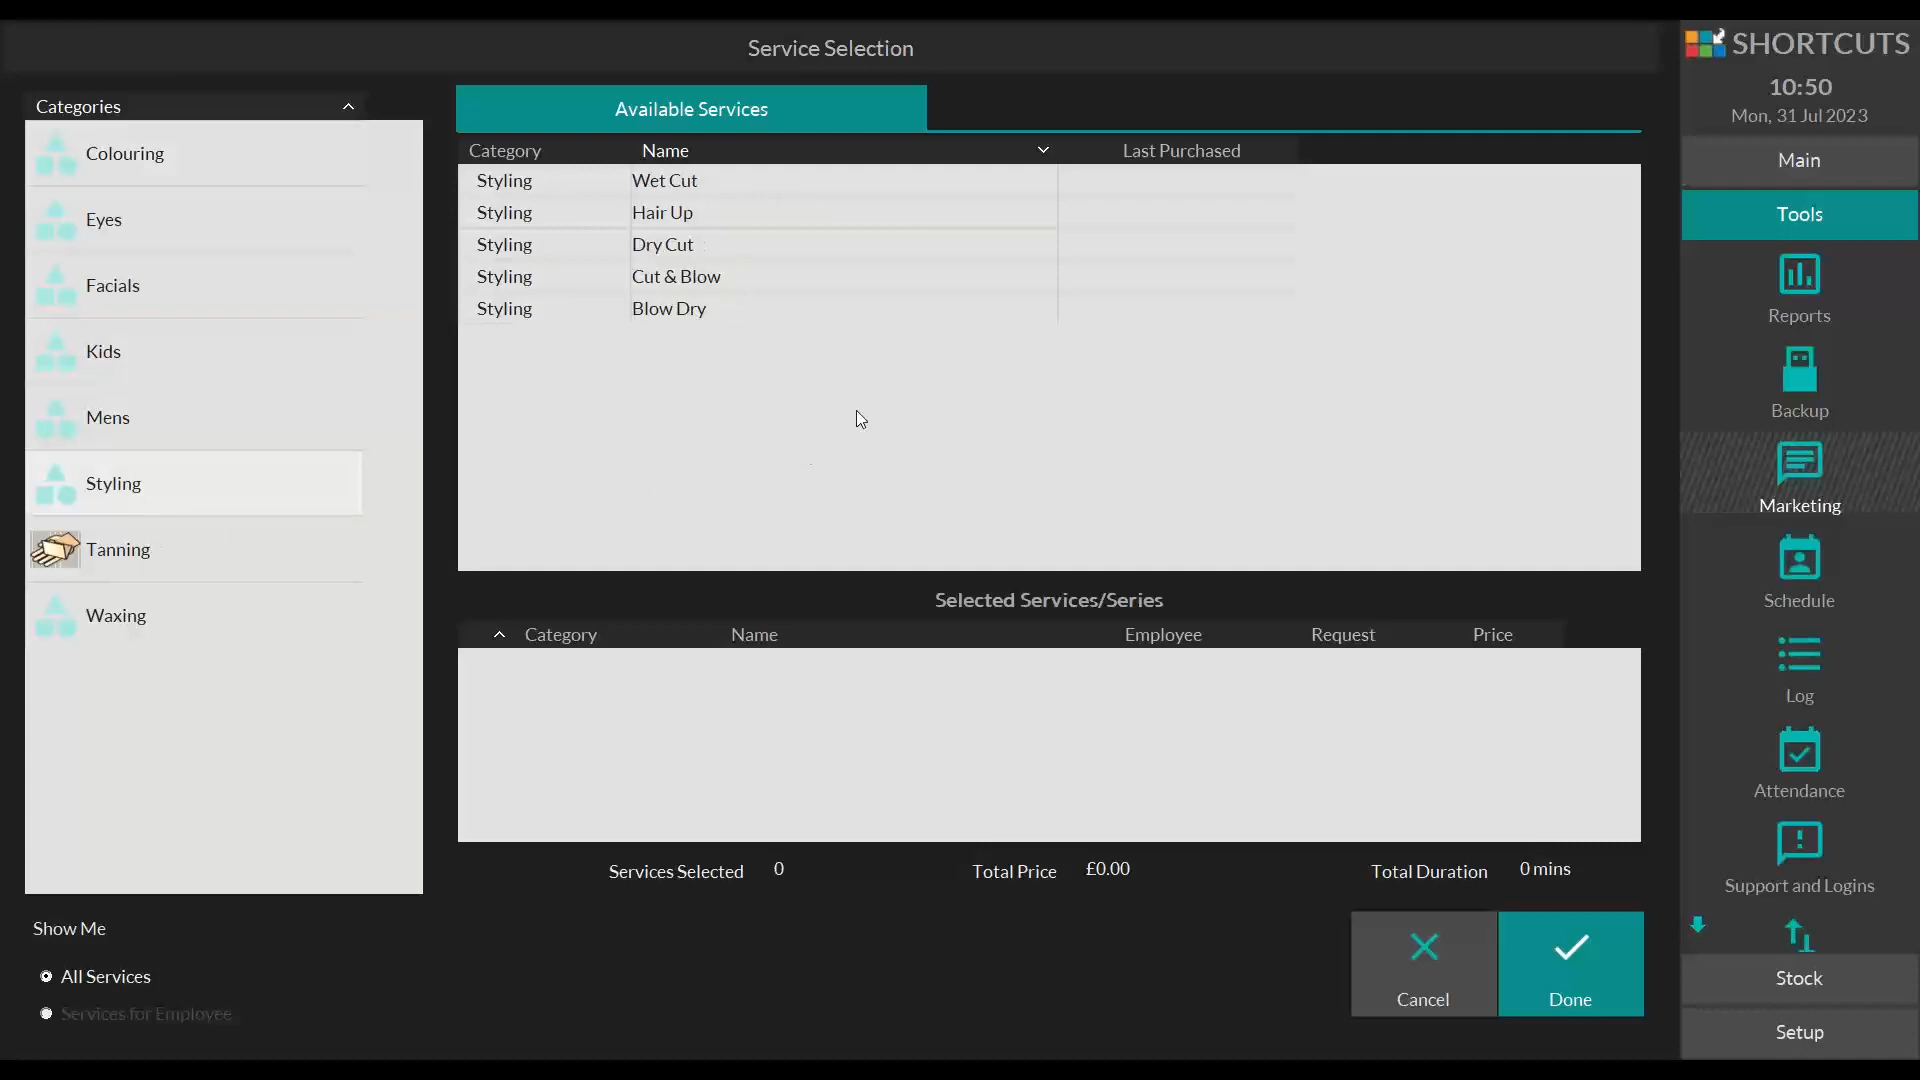 Service Selection
SHORTCUTS
10:50
Mon, 31 Jul 2023
Main
Tools
Reports
Backup
Marketing
Schedule
Log
Attendance
Support and Logins
Stock
Setup
Categories
Colouring
Eyes
Facials
Kids
Mens
Styling
Tanning
Waxing
Show Me
All Services
Services for Employee
Available Services
Category Name Last Purchased
Styling Wet Cut
Styling Hair Up
Styling Dry Cut
Styling Cut & Blow
Styling Blow Dry
Selected Services/Series
Category Name Employee Request Price
Services Selected 0 Total Price £0.00 Total Duration 0 mins
Cancel Done